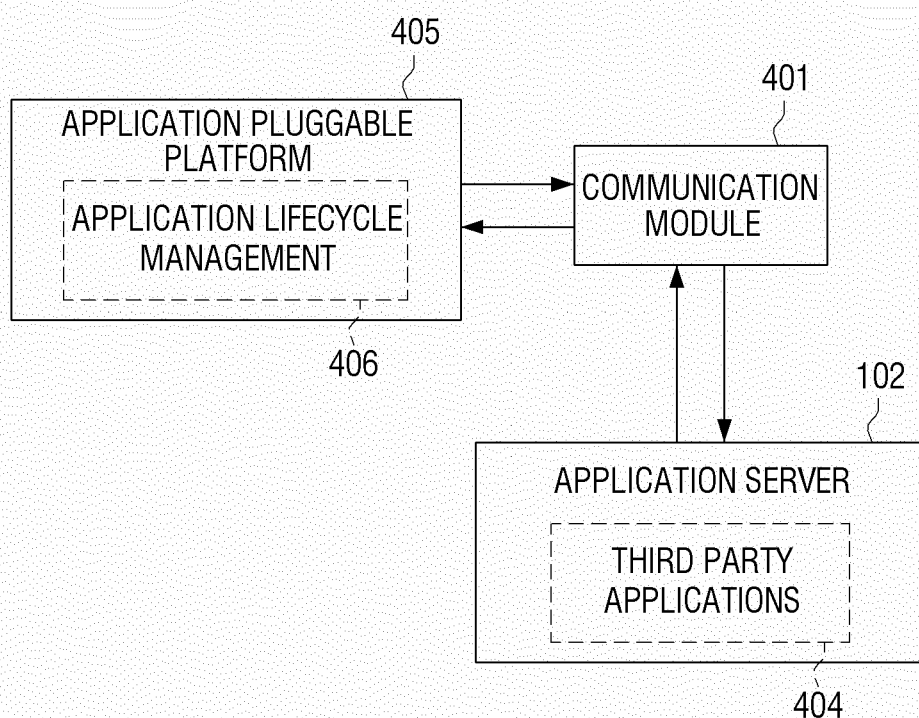 405
APPLICATION PLUGGABLE
PLATFORM
APPLICATION LIFECYCLE
MANAGEMENT
406
401
COMMUNICATION
MODULE
102
APPLICATION SERVER
THIRD PARTY
APPLICATIONS
404